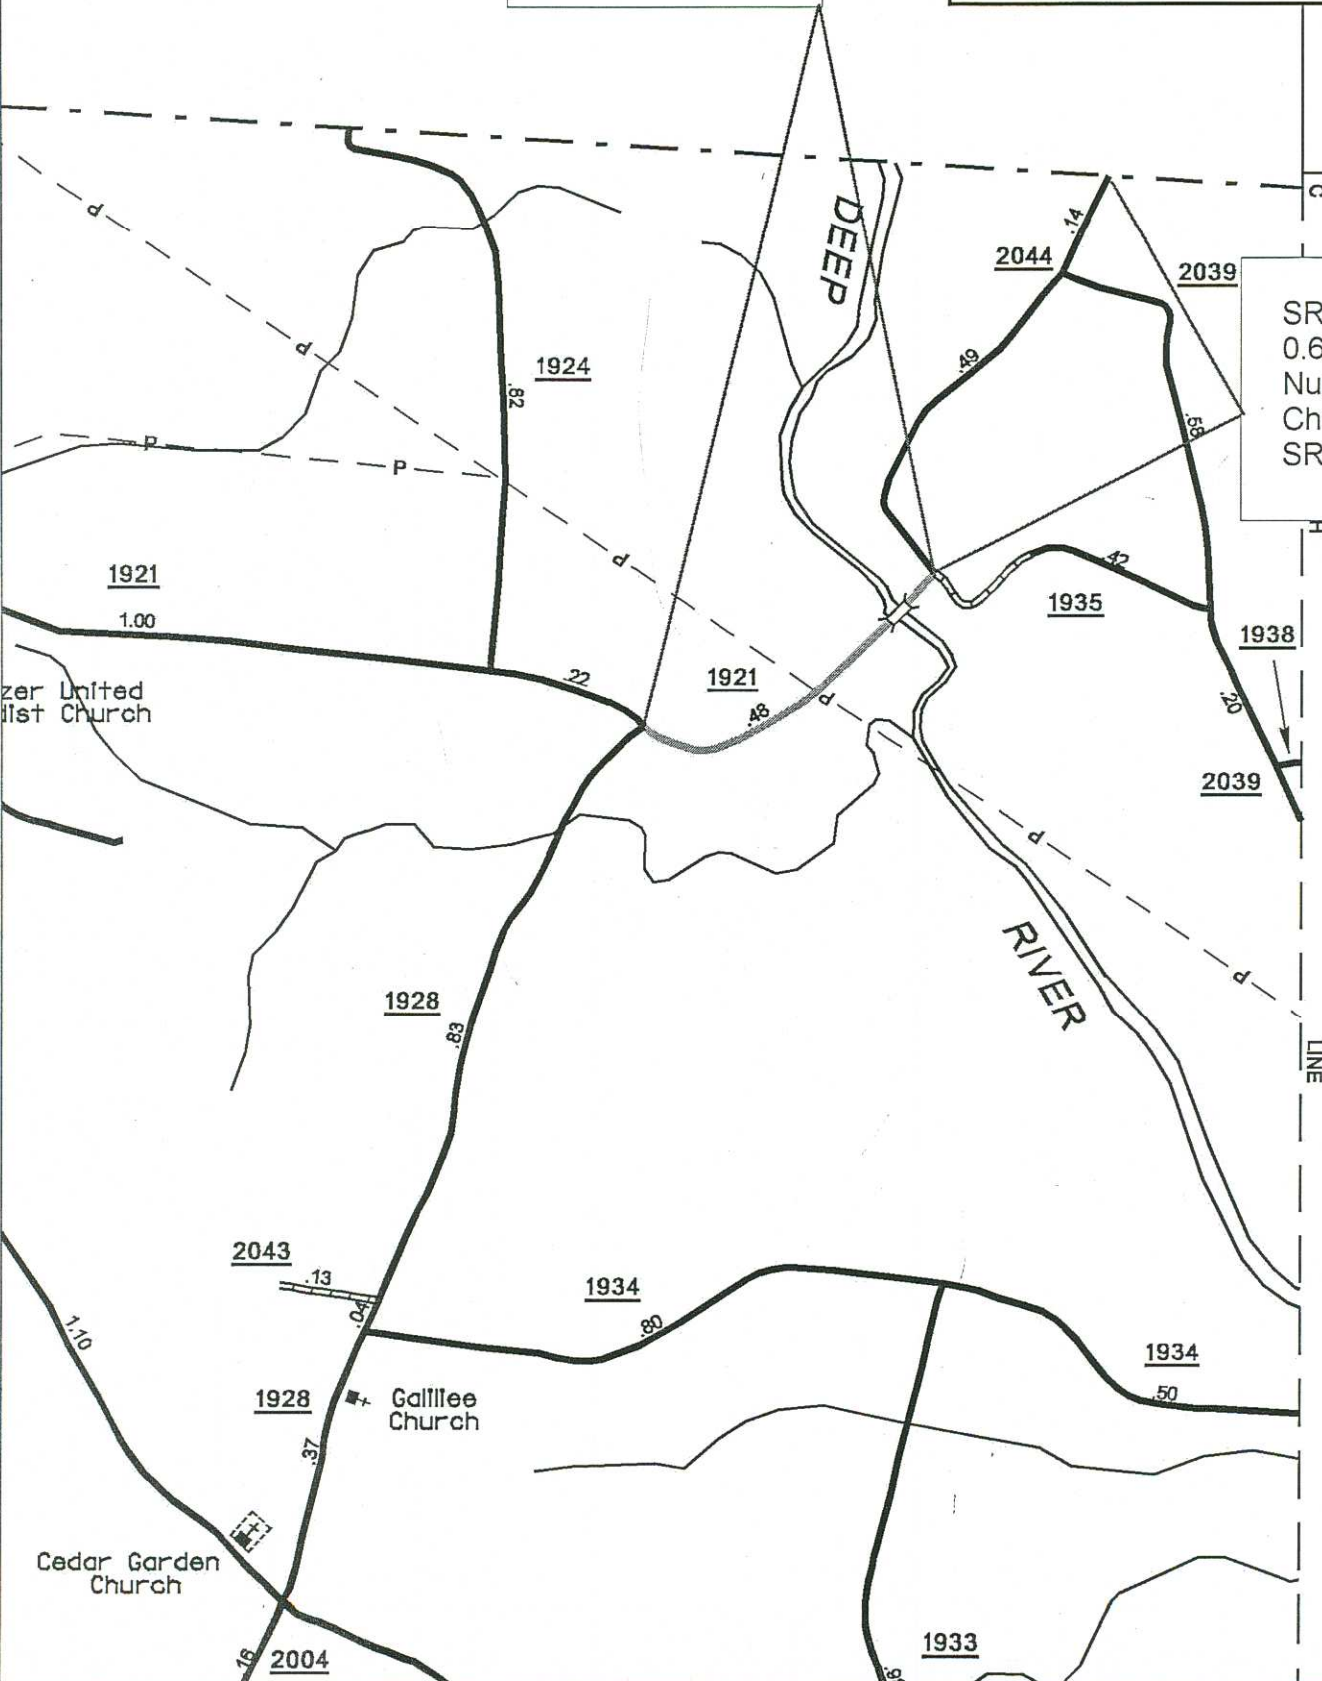 C
DEEP
.14
2044
2039
SR
0.6
Nu
Ch
SR
P
P
.49
1924
.82
.58
P
P
H
P
.42
1921
1.00
1935
1938
.22
1921
.20
zer United
dist Church
P
.48
2039
P
RIVER
P
1928
.83
LINE
2043
.13
1934
.04
.80
1.10
1934
.50
1928
Galilee
Church
.37
Cedar Garden
Church
1933
.16
2004